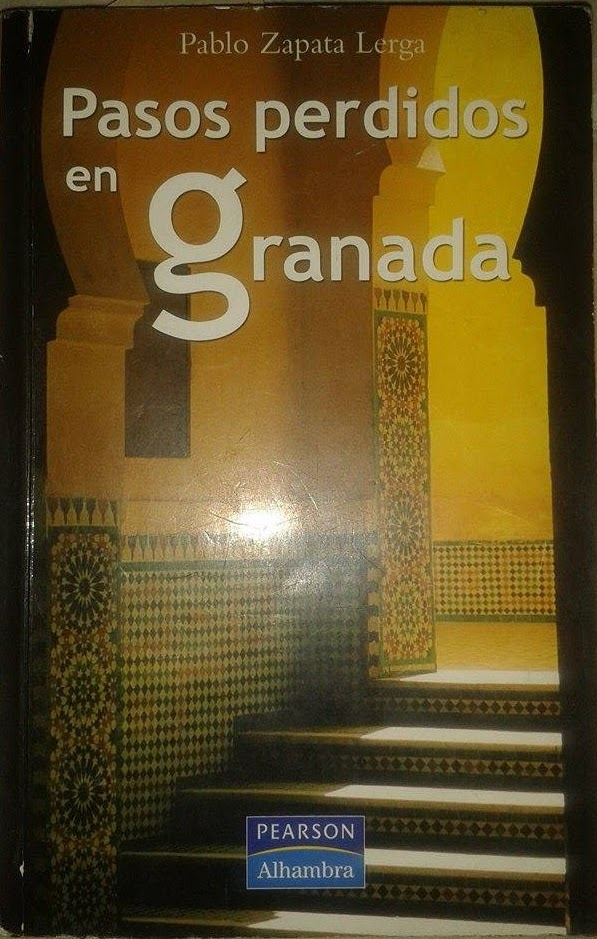 Pablo Zapata Lerga
Pasos perdidos
en granada
PEARSON
Alhambra